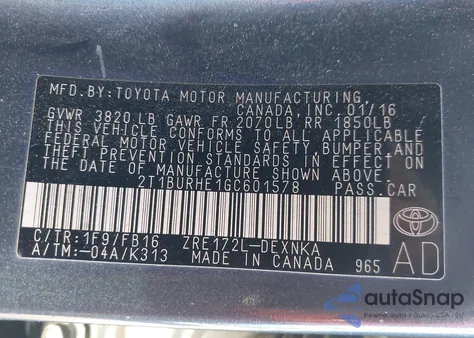 MFD. BY: TOYOTA MOTOR MANUFACTURING,
CANADA, INC. 01/16
GVWR 3820 LB GAWR FR 2070LB RR 1850LB
THIS VEHICLE CONFORMS TO ALL APPLICABLE
FEDERAL MOTOR VEHICLE SAFETY, BUMPER, AND
THEFT PREVENTION STANDARDS IN EFFECT ON
THE DATE OF MANUFACTURE SHOWN ABOVE.
2T1BURHE1GC601578 PASS. CAR
C/TR: 1F9/FB16 ZRE172L-DEXNKA
A/TM: -04A/K313 MADE IN CANADA 965
AD
autoSnap